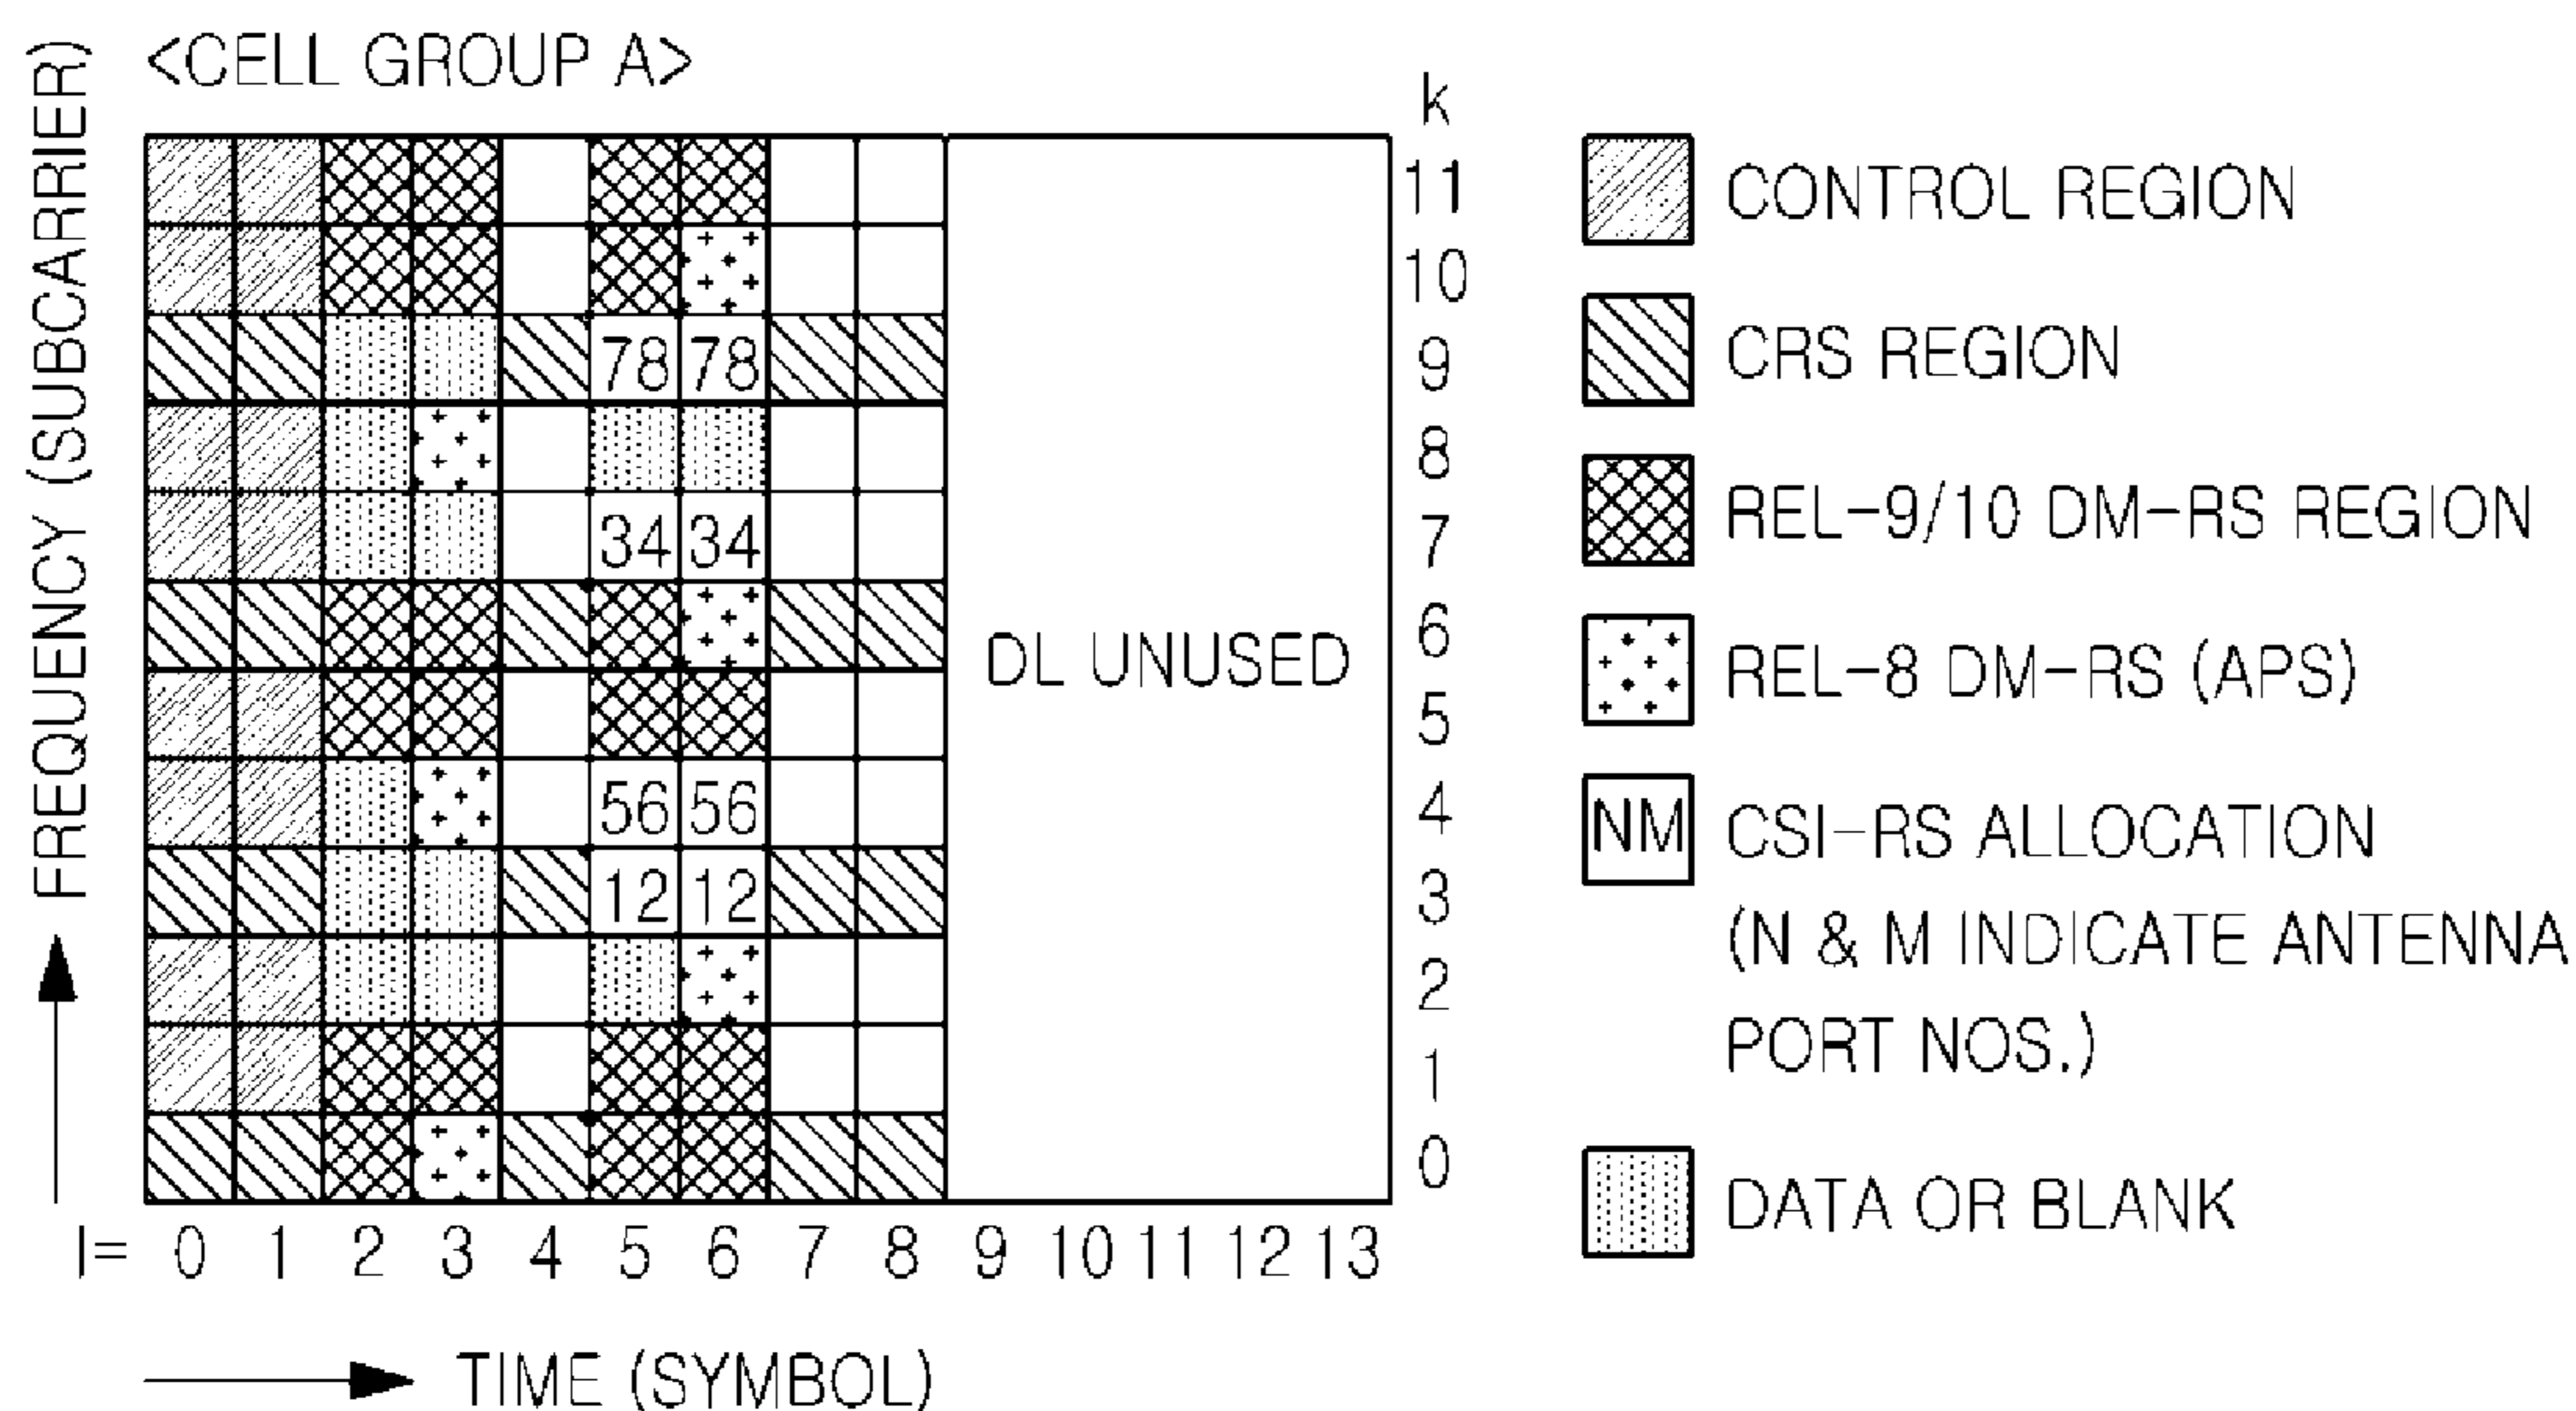 <CELL GROUP A>
FREQUENCY (SUBCARRIER)
k
11
10
78 78 9
8
34 34 7
6
DL UNUSED
5
56 56 4
12 12 3
2
1
0
l= 0 1 2 3 4 5 6 7 8 9 10 11 12 13
TIME (SYMBOL)
CONTROL REGION
CRS REGION
REL-9/10 DM-RS REGION
REL-8 DM-RS (APS)
NM CSI-RS ALLOCATION
(N & M INDICATE ANTENNA
PORT NOS.)
DATA OR BLANK